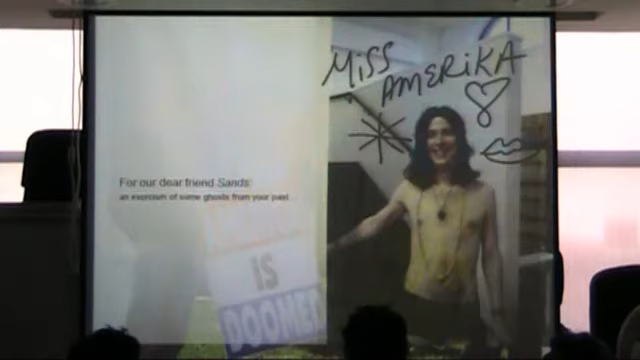 MiSS
AMERiKA
For our dear friend Sands:
an exorcism of some ghosts from your past...
IS
DOOMED